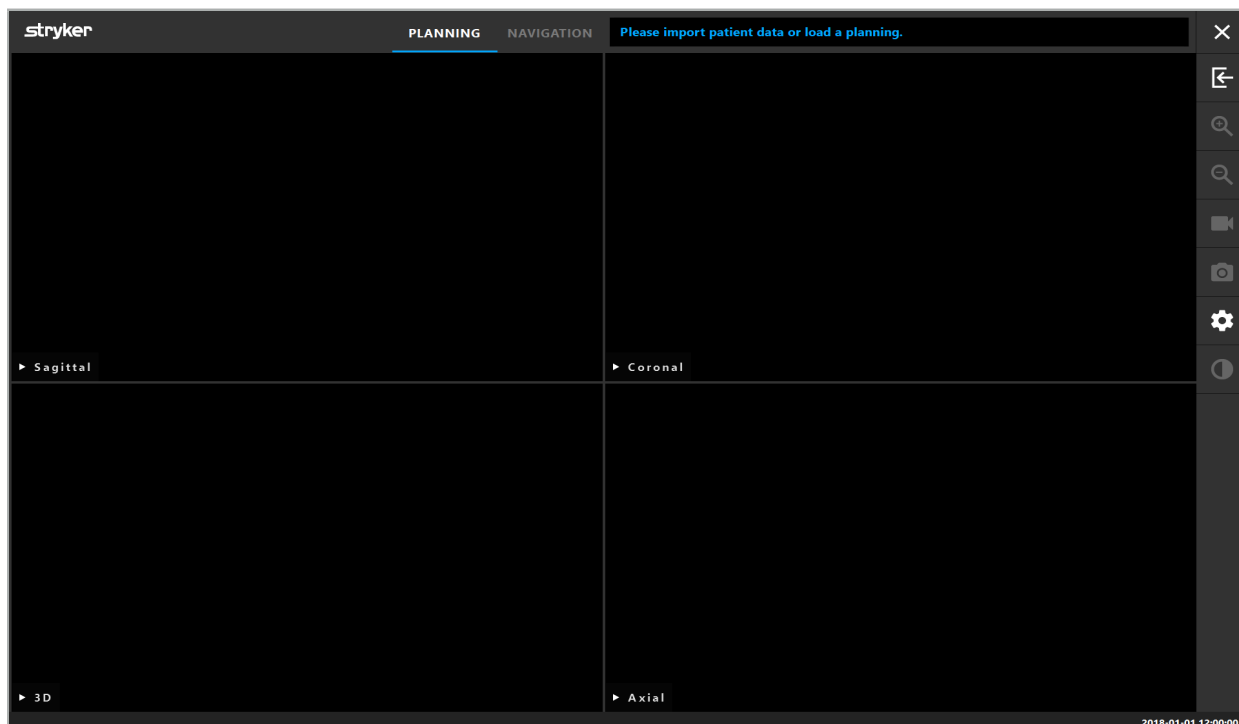 stryker
PLANNING NAVIGATION Please import patient data or load a planning.
Sagittal
Coronal
3D
Axial
2018-01-01 12:00:00